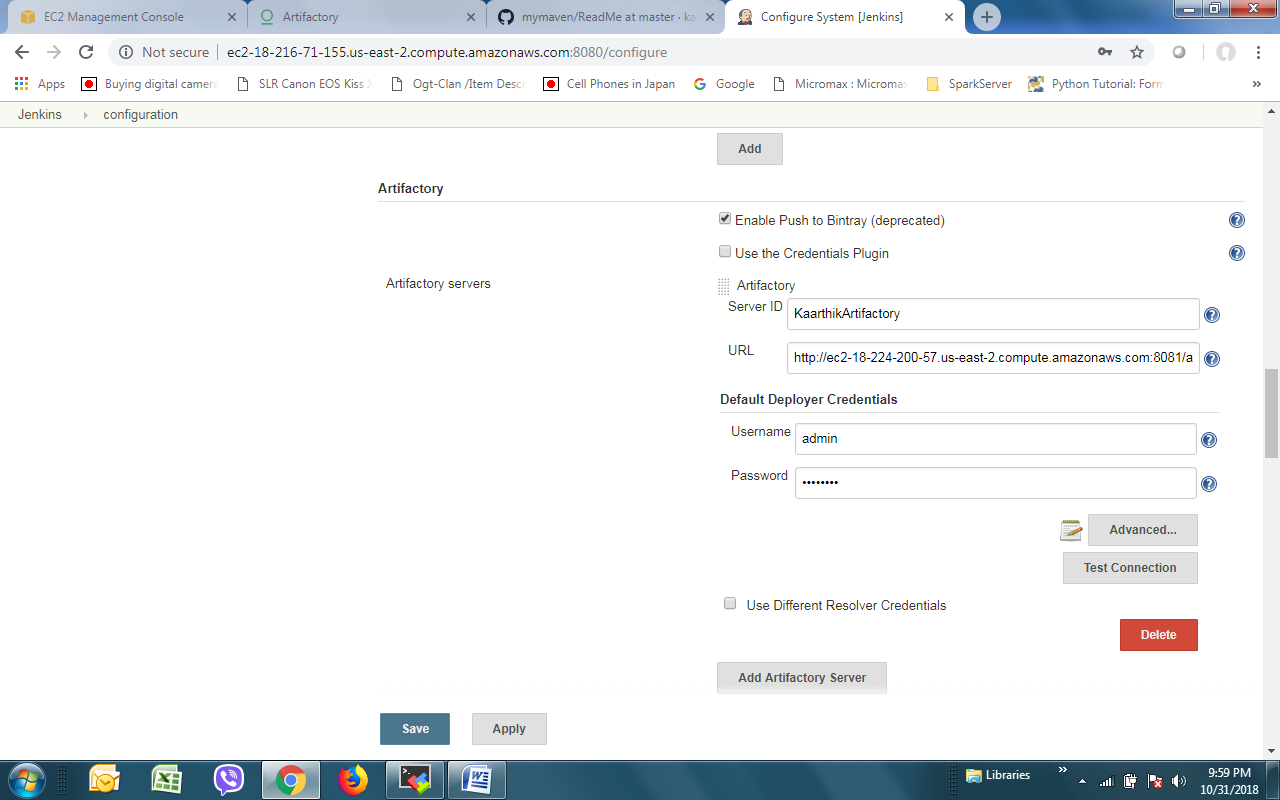 EC2 Management Console
Artifactory
mymaven/ReadMe at master · ka
Configure System [Jenkins]
Not secure | ec2-18-216-71-155.us-east-2.compute.amazonaws.com:8080/configure
Apps
Buying digital camera
SLR Canon EOS Kiss X
Ogt-Clan /Item Descr
Cell Phones in Japan
Google
Micromax : Micromax
SparkServer
Python Tutorial: Form
»
Jenkins
configuration
Add
Artifactory
Enable Push to Bintray (deprecated)
Use the Credentials Plugin
Artifactory servers
Artifactory
Server ID
KaarthikArtifactory
URL
http://ec2-18-224-200-57.us-east-2.compute.amazonaws.com:8081/a
Default Deployer Credentials
Username
admin
Password
••••••••
Advanced...
Test Connection
Use Different Resolver Credentials
Delete
Add Artifactory Server
Save
Apply
Libraries
»
9:59 PM
10/31/2018